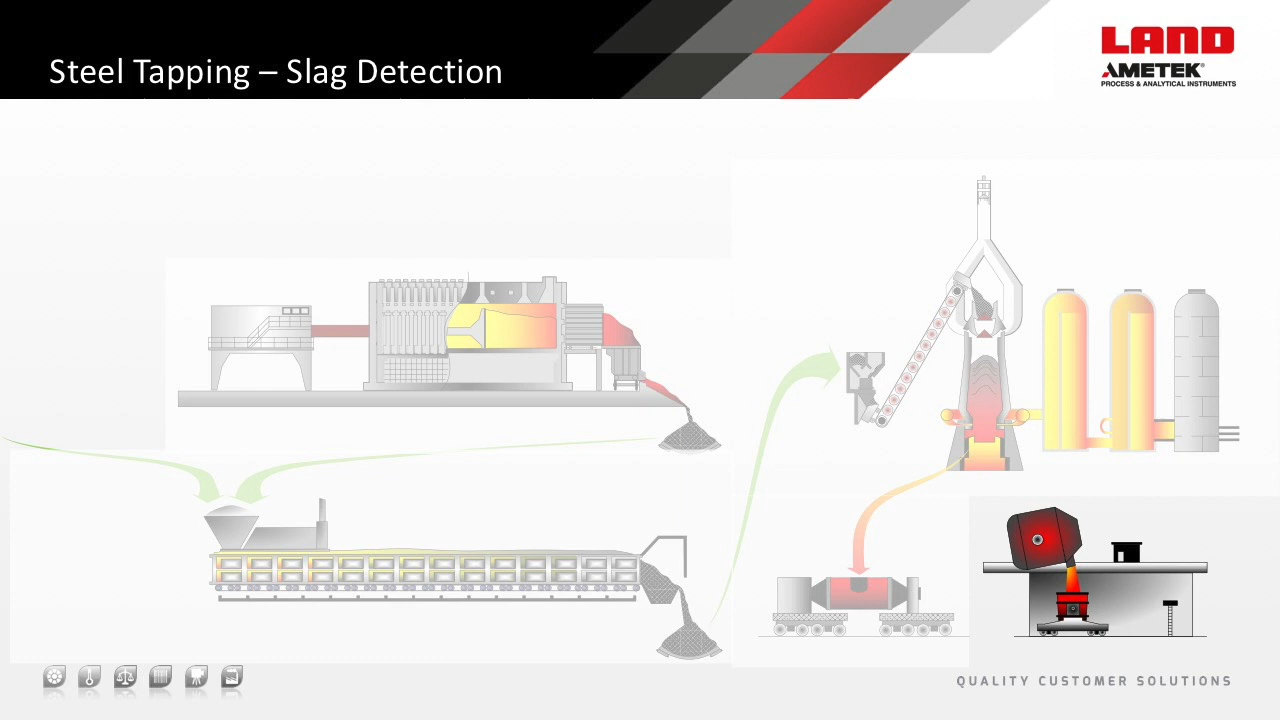 Steel Tapping – Slag Detection
LAND
AMETEK®
PROCESS & ANALYTICAL INSTRUMENTS
QUALITY CUSTOMER SOLUTIONS